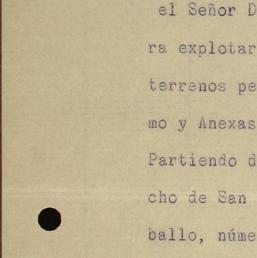 el Señor D
ra explotar
terrenos pe
mo y Anexas
Partiendo d
cho de San
ballo, núme